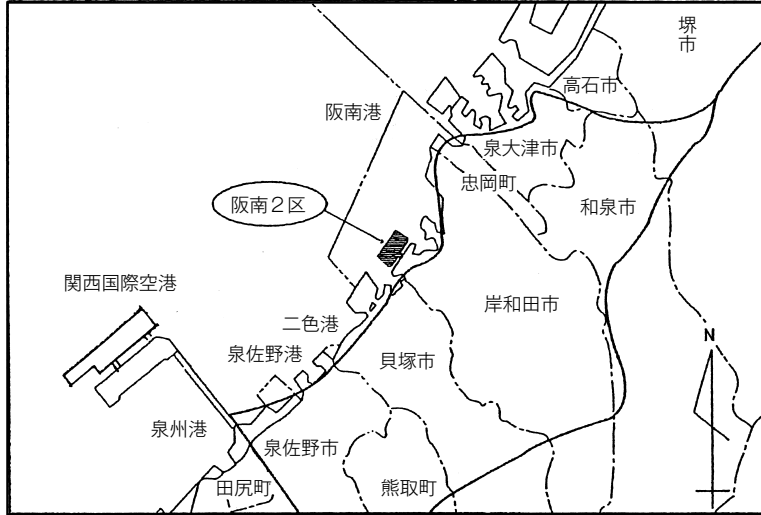 堺市
高石市
阪南港
泉大津市
忠岡町
和泉市
阪南２区
関西国際空港
岸和田市
二色港
泉佐野港
貝塚市
N
泉州港
泉佐野市
田尻町
熊取町